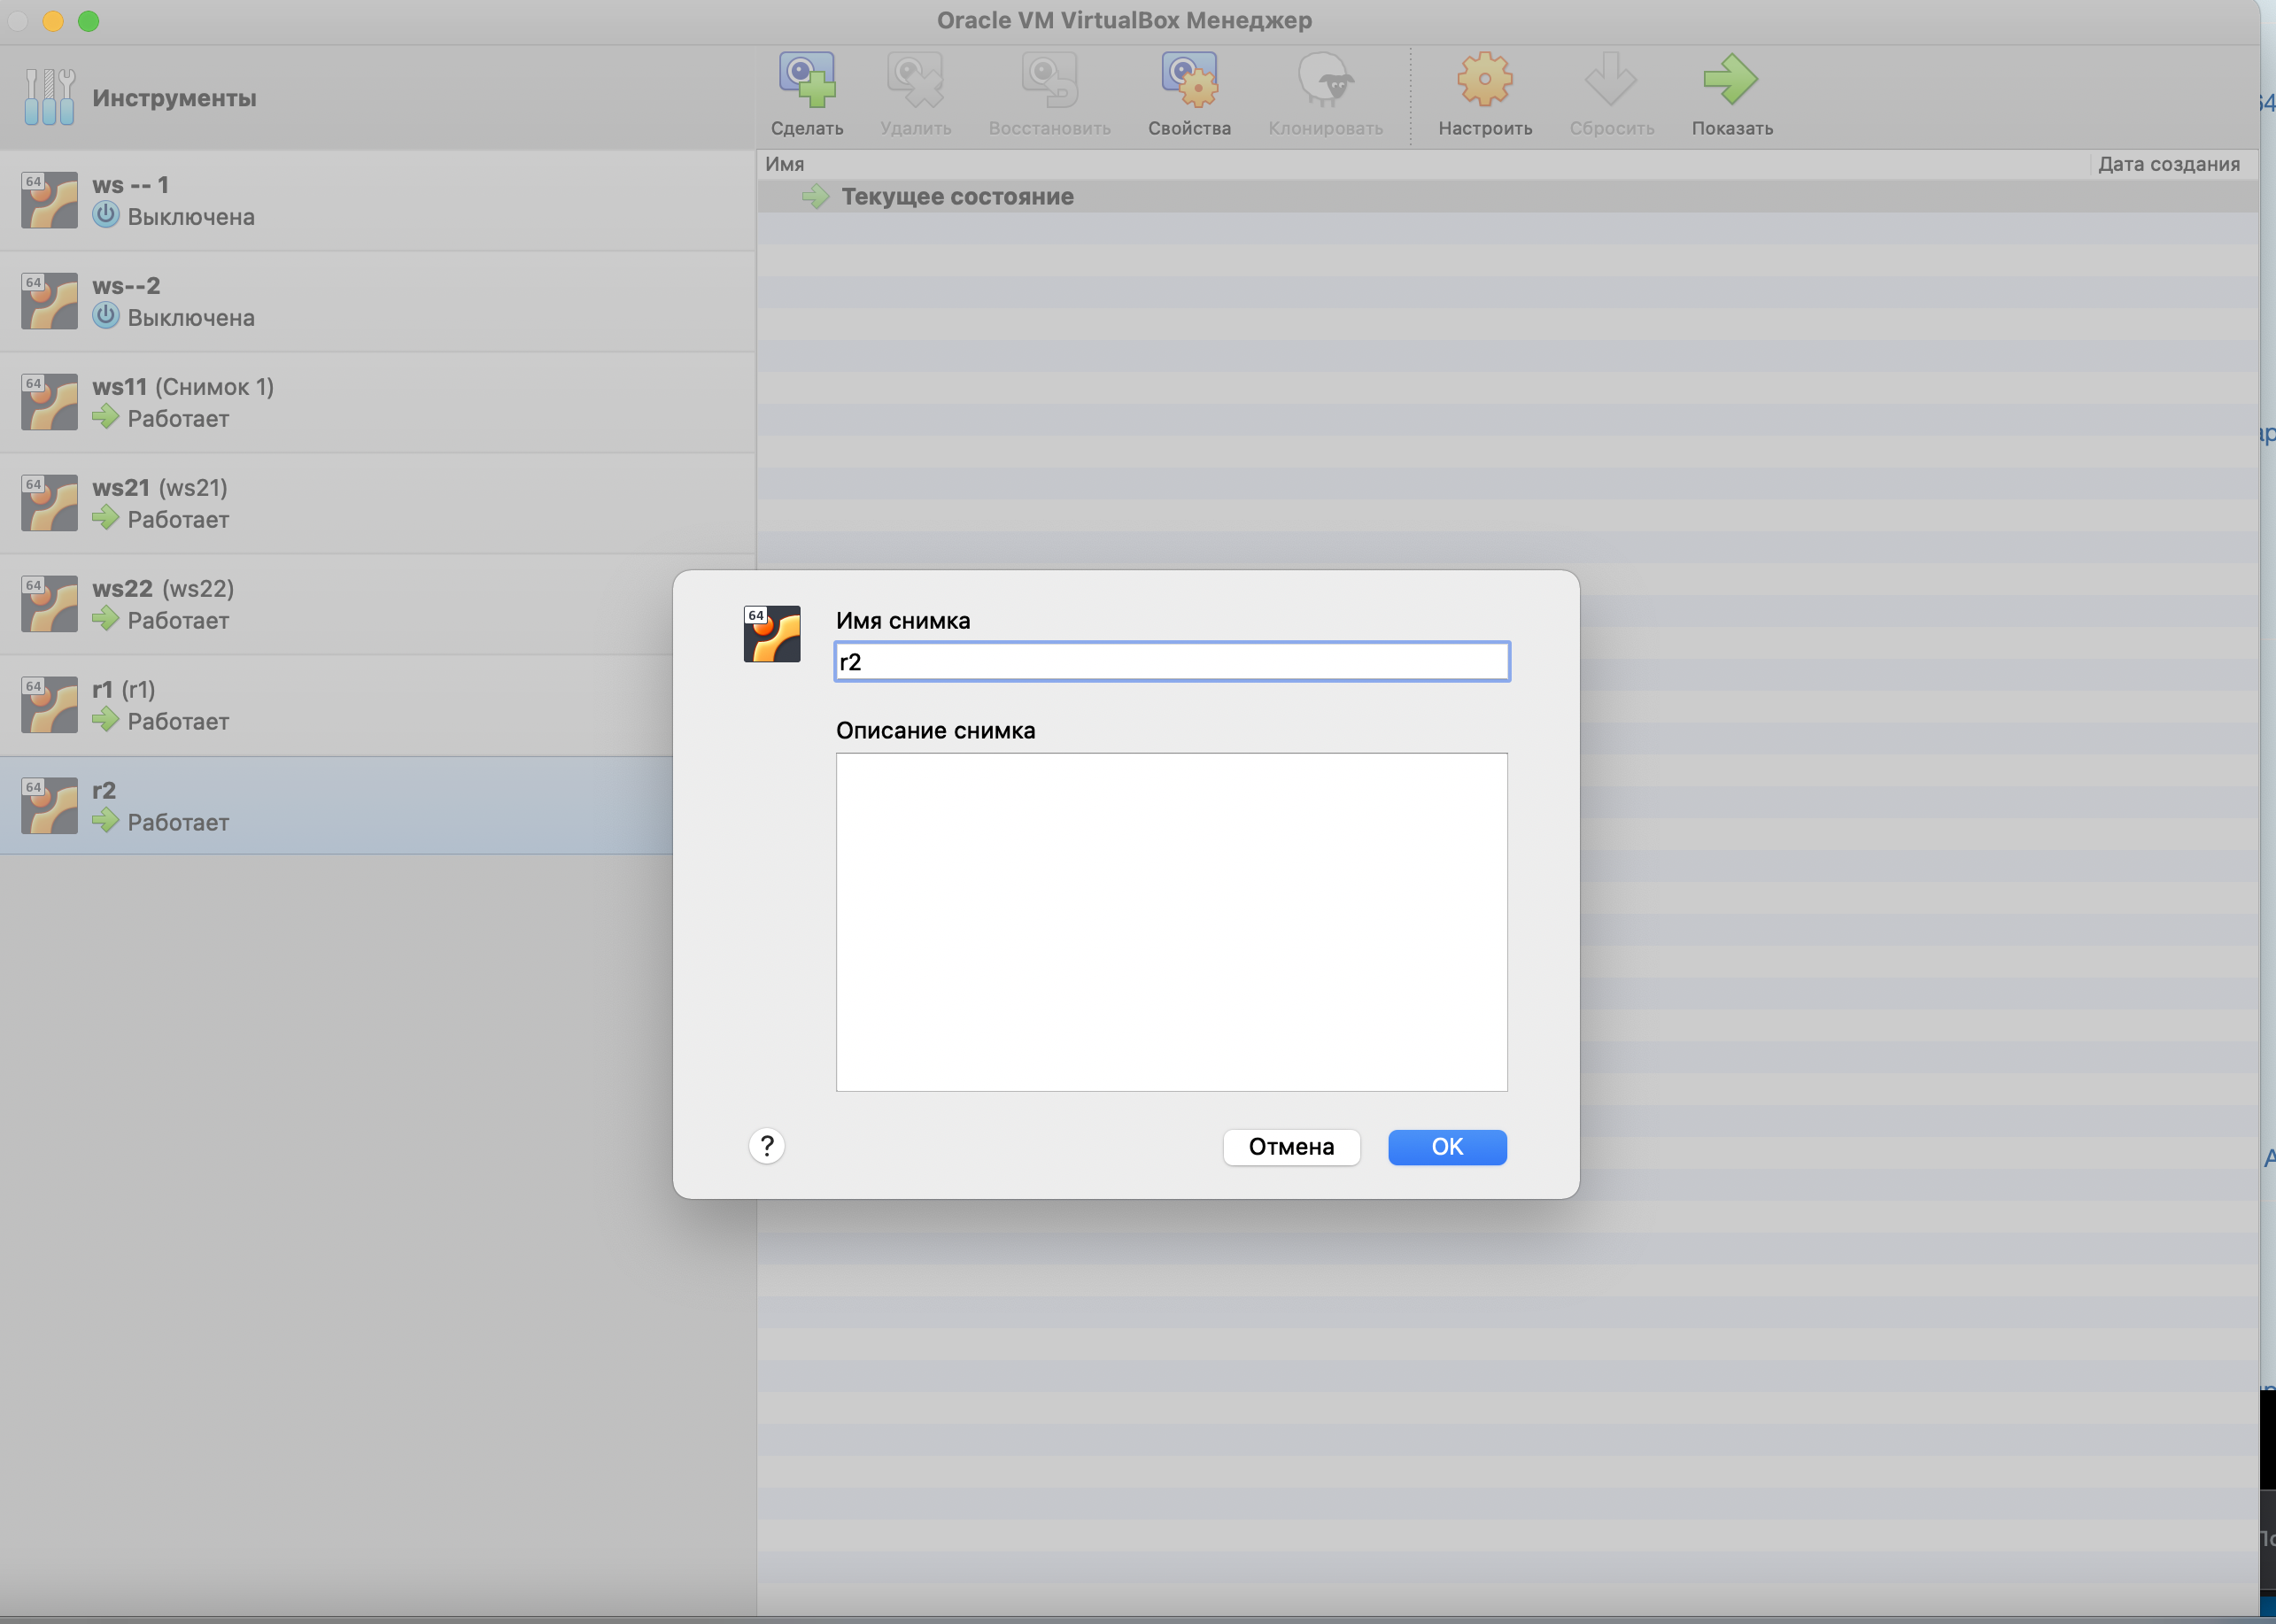 Oracle VM VirtualBox Менеджер
Инструменты
Сделать
Удалить
Восстановить
Свойства
Клонировать
Настроить
Сбросить
Показать
Имя
Дата создания
Текущее состояние
64
ws -- 1
Выключена
64
ws--2
Выключена
64
ws11 (Снимок 1)
Работает
64
ws21 (ws21)
Работает
64
ws22 (ws22)
Работает
64
r1 (r1)
Работает
64
r2
Работает
64
Имя снимка
r2
Описание снимка
?
Отмена
OK